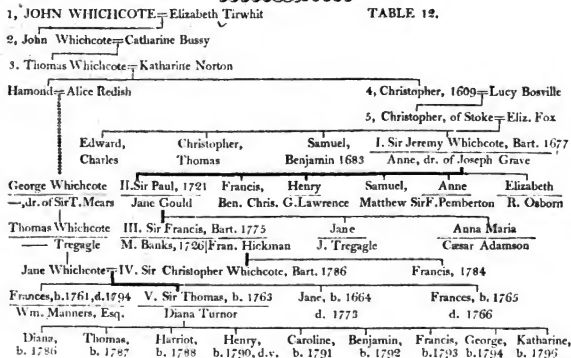 1, JOHN WHICHCOTE=Elizabeth Tirwhit TABLE 12.
2, John Whichcote=Catharine Bussy
3. Thomas Whichcote=Katharine Norton
Hamond=Alice Redish 4, Christopher, 1609=Lucy Bosville
5, Christopher, of Stoke=Eliz. Fox
Edward, Christopher, Samuel, I. Sir Jeremy Whichcote, Bart. 1677
Charles Thomas Benjamin 1683 Anne, dr. of Joseph Grave
George Whichcote II. Sir Paul, 1721 Francis, Henry Samuel, Anne Elizabeth
—,dr. of Sir T. Mears Jane Gould Ben. Chris. G.Lawrence Matthew Sir F. Pemberton R. Osborn
Thomas Whichcote III. Sir Francis, Bart. 1775 Jane Anna Maria
—— Tregagle M. Banks, 1726|Fran. Hickman J. Tregagle Cæsar Adamson
Jane Whichcote=IV. Sir Christopher Whichcote, Bart. 1786 Francis, 1784
Frances,b.1761,d.1794 V. Sir Thomas, b. 1763 Jane, b. 1664 Frances, b. 1765
Wm. Manners, Esq. Diana Turnor d. 1773 d. 1766
Diana, Thomas, Harriot, Henry, Caroline, Benjamin, Francis, George, Katharine,
b. 1786 b. 1787 b. 1788 b. 1790, d.v. b. 1791 b. 1792 b. 1793 b. 1794 b. 1795